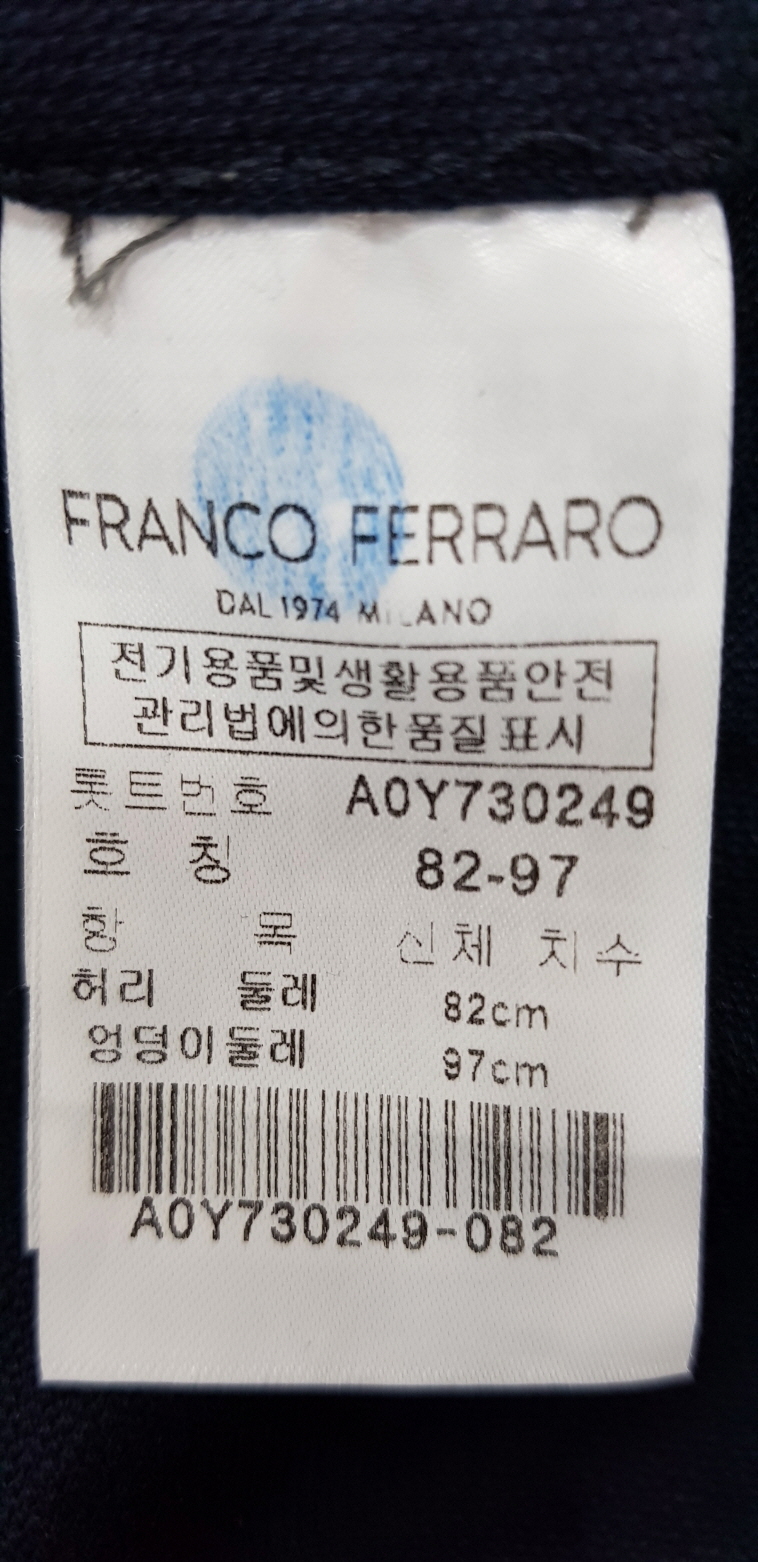 FRANCO FERRARO
DAL 1974 MILANO
전기용품및생활용품안전
관리법에의한품질표시
롯트번호 A0Y730249
호 칭 82-97
항 목 신체 치수
허리 둘레 82cm
엉덩이둘레 97cm
A0Y730249-082